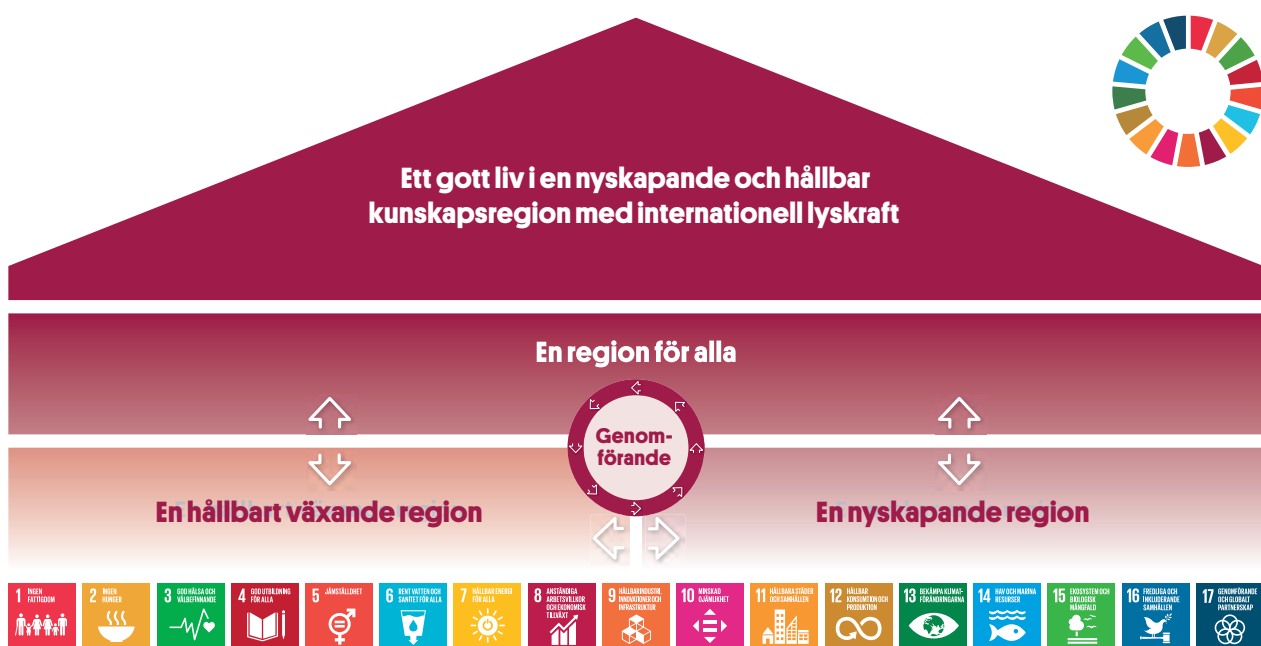 Ett gott liv i en nyskapande och hållbar
kunskapsregion med internationell lyskraft
En region för alla
Genom-
förande
En hållbart växande region
En nyskapande region
1 INGEN
FATTIGDOM
2 INGEN
HUNGER
3 GOD HÄLSA OCH
VÄLBEFINNANDE
4 GOD UTBILDNING
FÖR ALLA
5 JÄMSTÄLLDHET
6 RENT VATTEN OCH
SANITET FÖR ALLA
7 HÅLLBAR ENERGI
FÖR ALLA
8 ANSTÄNDIGA
ARBETSVILLKOR
OCH EKONOMISK
TILLVÄXT
9 HÅLLBAR INDUSTRI,
INNOVATIONER OCH
INFRASTRUKTUR
10 MINSKAD
OJÄMLIKHET
11 HÅLLBARA STÄDER
OCH SAMHÄLLEN
12 HÅLLBAR
KONSUMTION OCH
PRODUKTION
13 BEKÄMPA KLIMAT-
FÖRÄNDRINGARNA
14 HAV OCH MARINA
RESURSER
15 EKOSYSTEM OCH
BIOLOGISK
MÅNGFALD
16 FREDLIGA OCH
INKLUDERANDE
SAMHÄLLEN
17 GENOMFÖRANDE
OCH GLOBALT
PARTNERSKAP